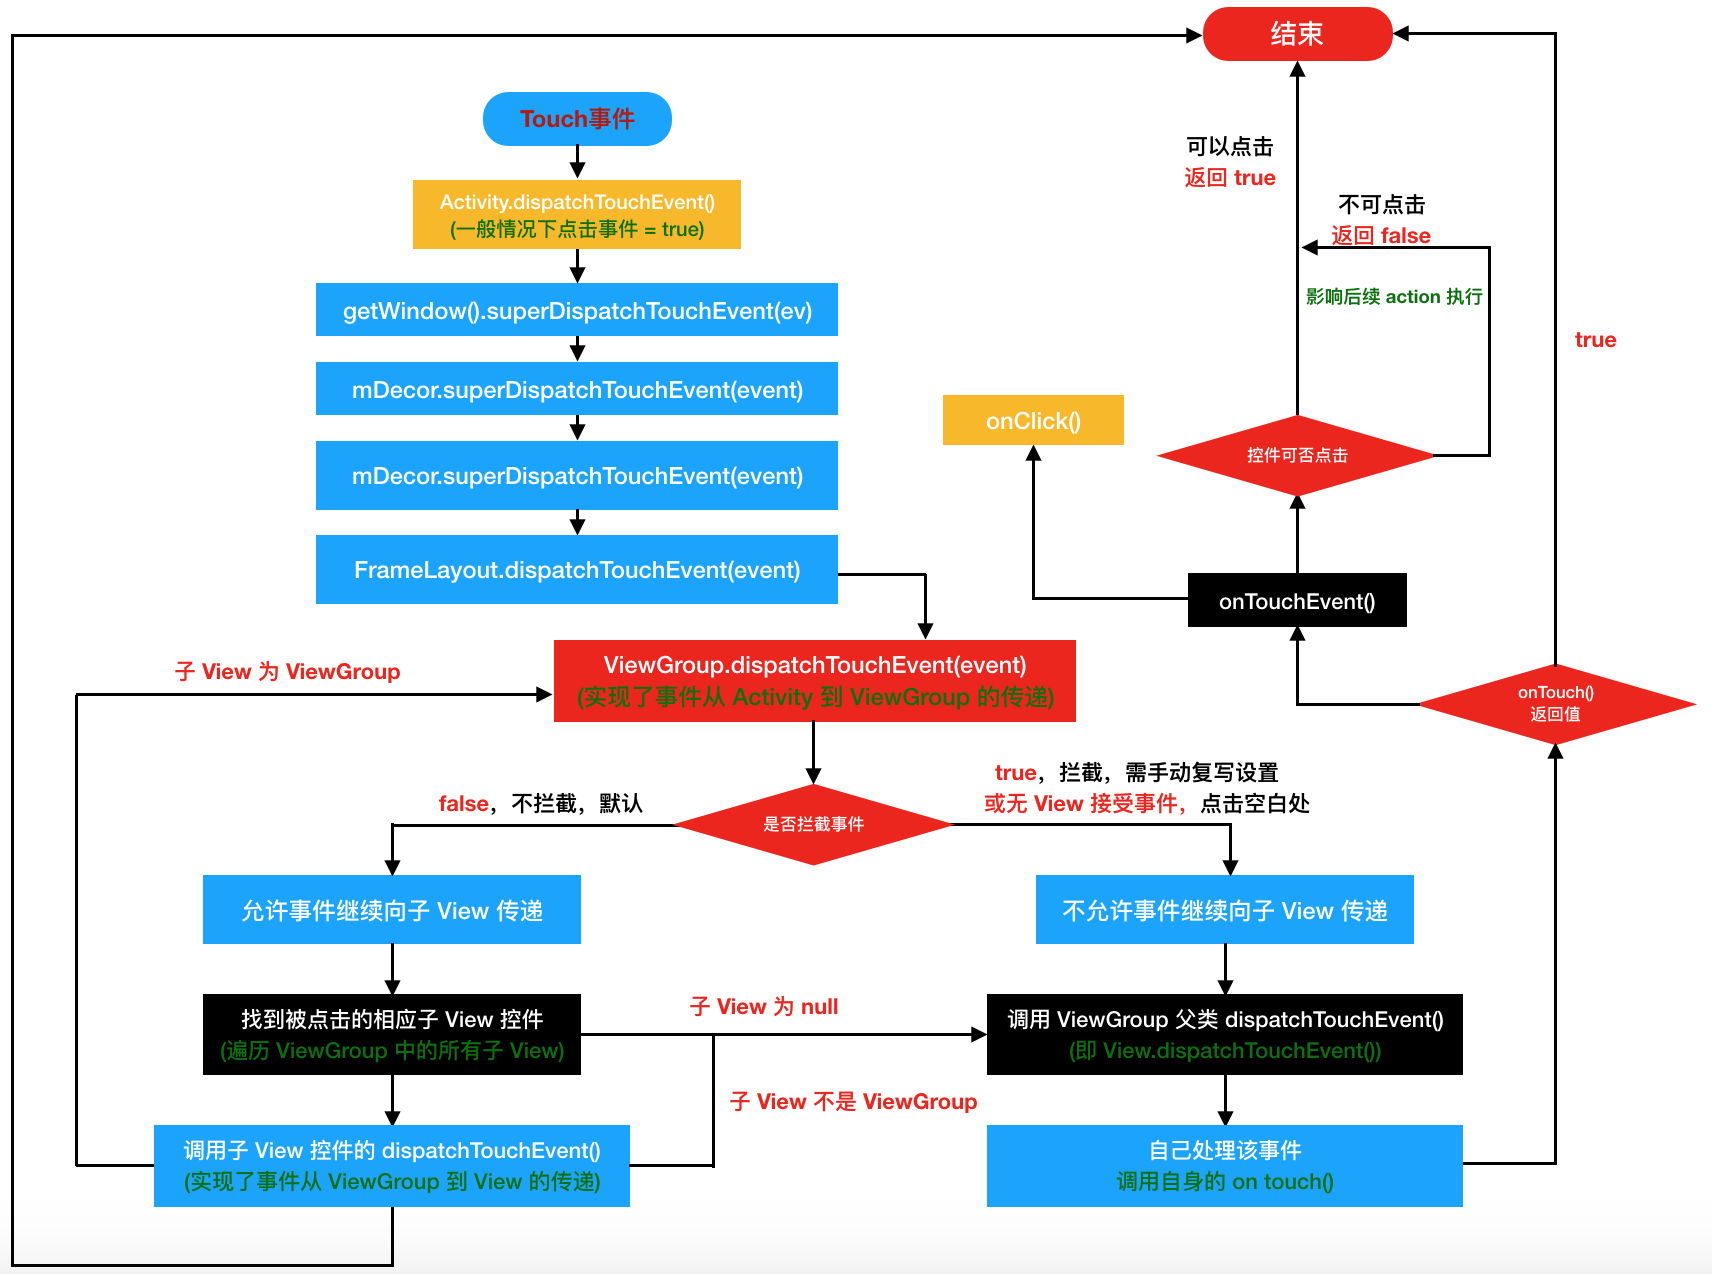 结束
Touch事件
Activity.dispatchTouchEvent()
(一般情况下点击事件 = true)
getWindow().superDispatchTouchEvent(ev)
mDecor.superDispatchTouchEvent(event)
mDecor.superDispatchTouchEvent(event)
FrameLayout.dispatchTouchEvent(event)
子 View 为 ViewGroup
ViewGroup.dispatchTouchEvent(event)
(实现了事件从 Activity 到 ViewGroup 的传递)
false，不拦截，默认
是否拦截事件
true，拦截，需手动复写设置
或无 View 接受事件，点击空白处
允许事件继续向子 View 传递
不允许事件继续向子 View 传递
找到被点击的相应子 View 控件
(遍历 ViewGroup 中的所有子 View)
子 View 为 null
调用 ViewGroup 父类 dispatchTouchEvent()
(即 View.dispatchTouchEvent())
子 View 不是 ViewGroup
调用子 View 控件的 dispatchTouchEvent()
(实现了事件从 ViewGroup 到 View 的传递)
自己处理该事件
调用自身的 on touch()
onTouch()
返回值
true
onTouchEvent()
onClick()
控件可否点击
可以点击
返回 true
不可点击
返回 false
影响后续 action 执行